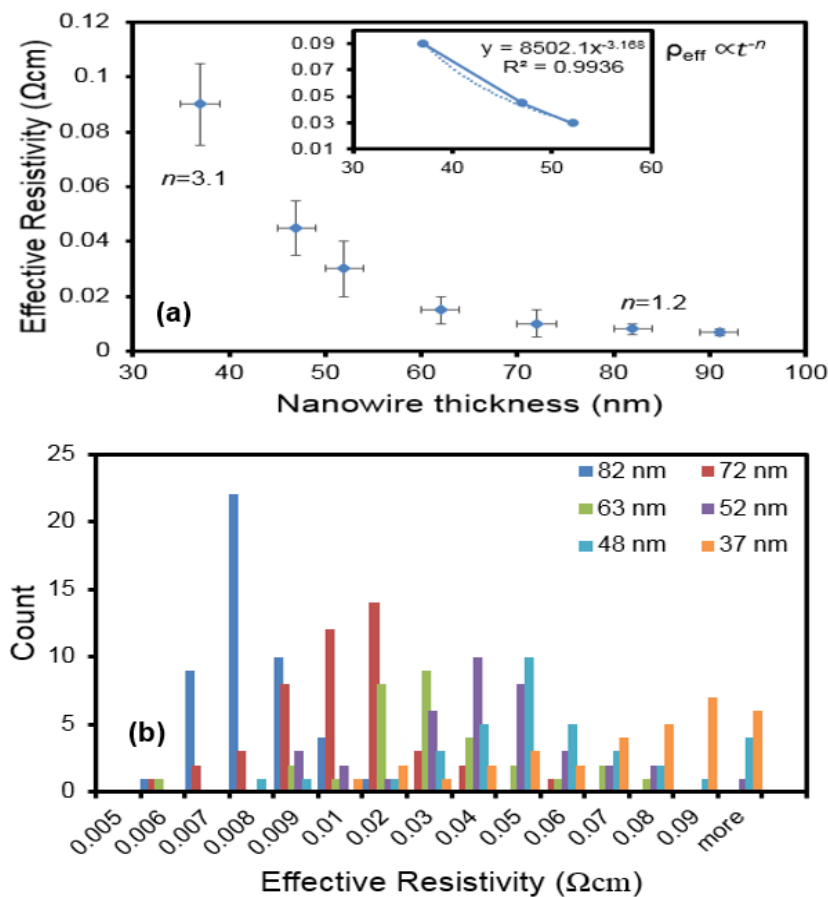 0.12
0.1
0.08
0.06
0.04
0.02
0
Effective Resistivity (Ωcm)
30 40 50 60 70 80 90 100
Nanowire thickness (nm)
(a)
n=3.1
n=1.2
0.09
0.07
0.05
0.03
0.01
30 40 50 60
y = 8502.1x-3.168
R² = 0.9936
ρeff ∝t-n
25
20
15
10
5
0
Count
(b)
82 nm 72 nm
63 nm 52 nm
48 nm 37 nm
0.005 0.006 0.007 0.008 0.009 0.01 0.02 0.03 0.04 0.05 0.06 0.07 0.08 0.09 more
Effective Resistivity (Ωcm)